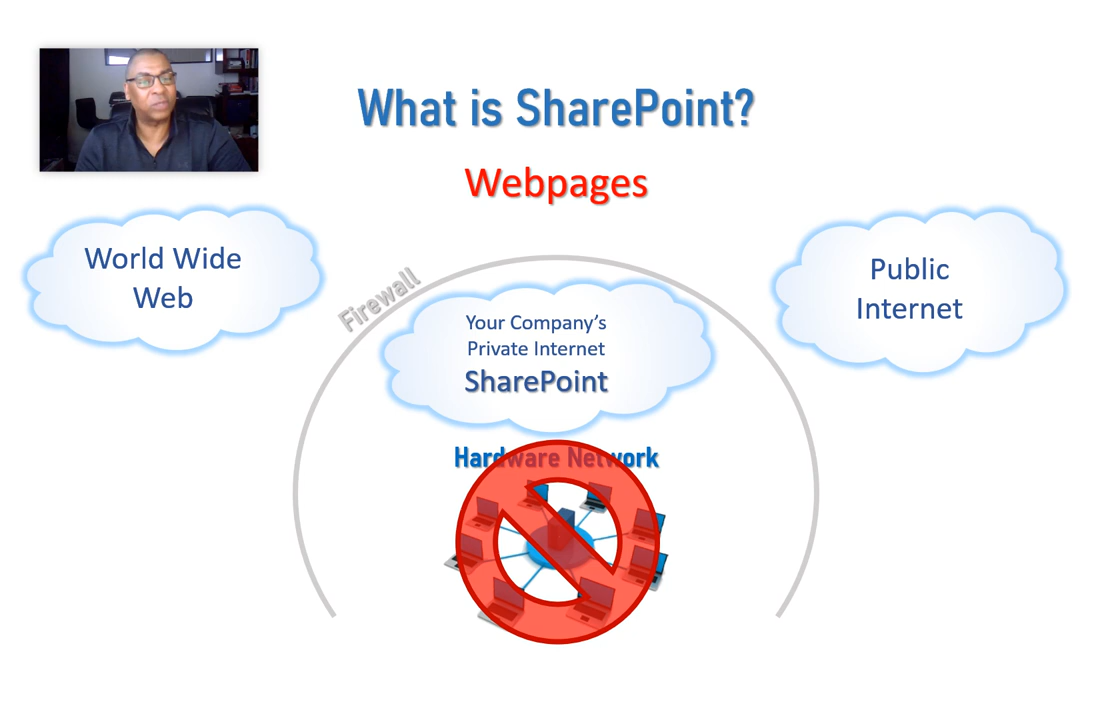 What is SharePoint?
Webpages
World Wide
Web
Firewall
Your Company's
Private Internet
SharePoint
Public
Internet
Hardware Network